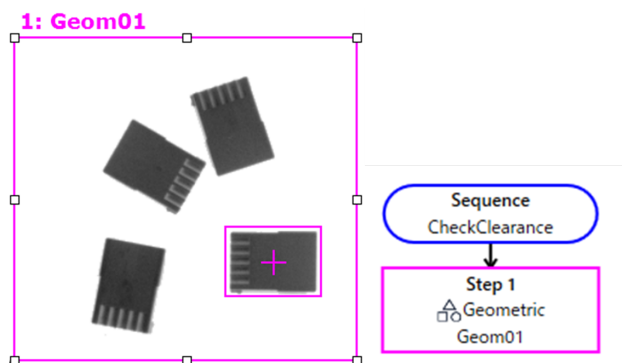 1: Geom01
Sequence
CheckClearance
Step 1
Geometric
Geom01